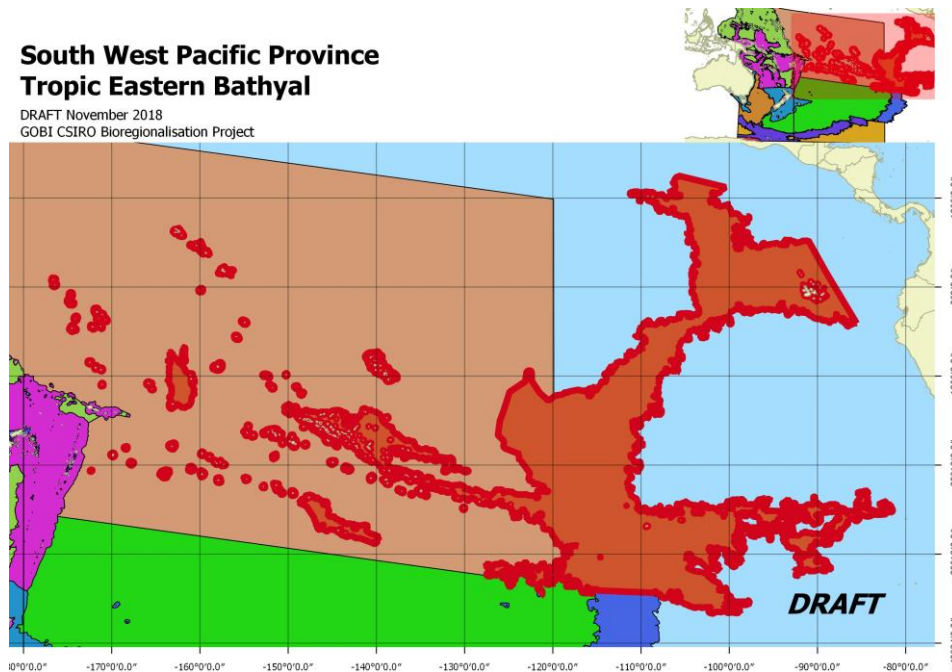 South West Pacific Province
Tropic Eastern Bathyal
DRAFT November 2018
GOBI CSIRO Bioregionalisation Project
DRAFT
-170°0'0.0" -160°0'0.0" -150°0'0.0" -140°0'0.0" -130°0'0.0" -120°0'0.0" -110°0'0.0" -100°0'0.0" -90°0'0.0" -80°0'0.0"